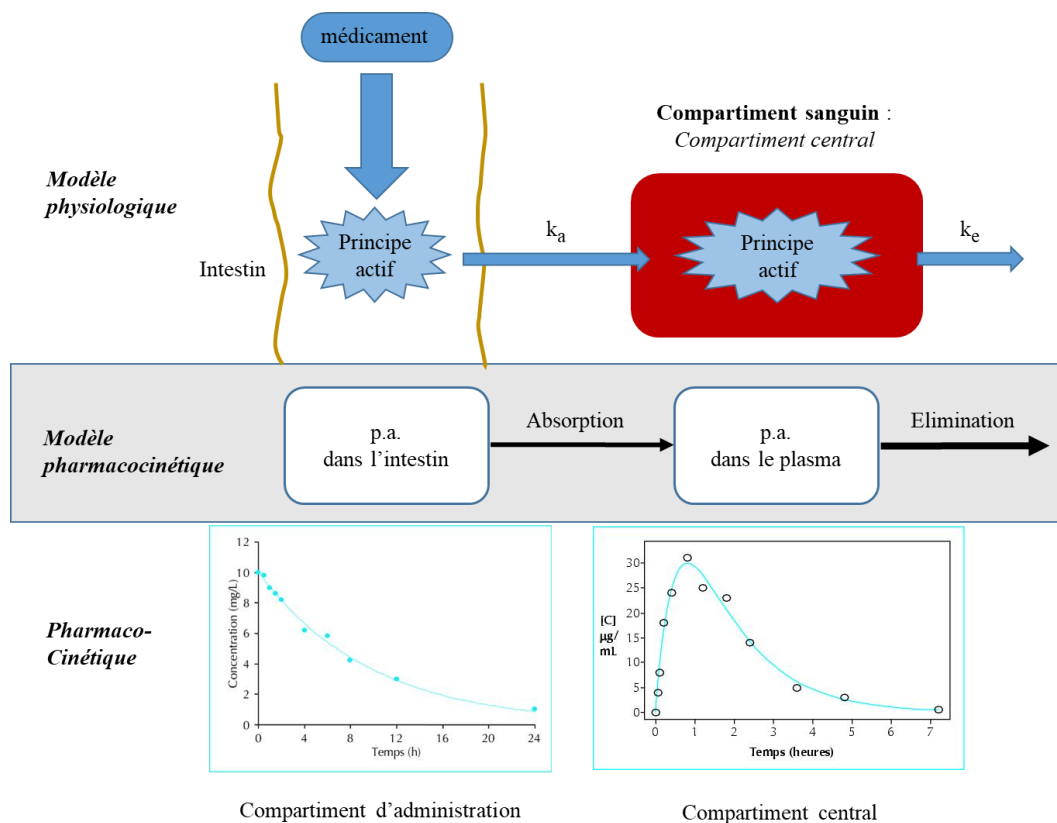 médicament
Compartiment sanguin :
Compartiment central
Modèle
physiologique
Principe
actif
k_a
Principe
actif
k_e
Intestin
Modèle
pharmacocinétique
p.a.
dans l'intestin
Absorption
p.a.
dans le plasma
Elimination
Pharmaco-
Cinétique
Concentration (mg/L)
12
10
8
6
4
2
0
0 4 8 12 16 20 24
Temps (h)
[C]
µg/
mL
30
25
20
15
10
5
0
0 1 2 3 4 5 6 7
Temps (heures)
Compartiment d'administration
Compartiment central